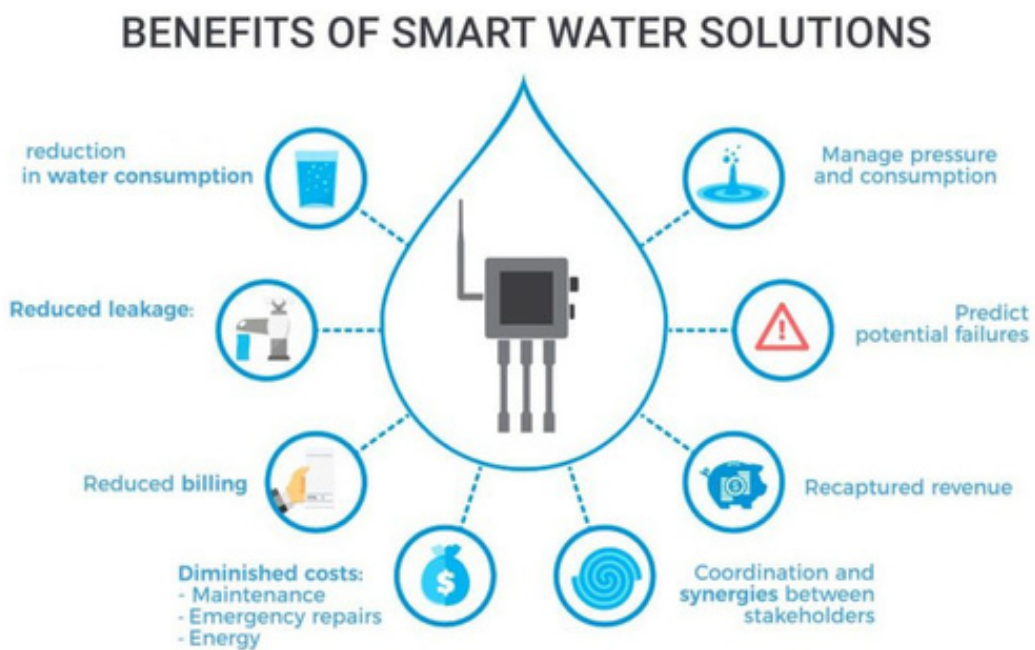 BENEFITS OF SMART WATER SOLUTIONS
reduction
in water consumption
Reduced leakage:
Reduced billing
Diminished costs:
- Maintenance
- Emergency repairs
- Energy
Manage pressure
and consumption
Predict
potential failures
Recaptured revenue
Coordination and
synergies between
stakeholders